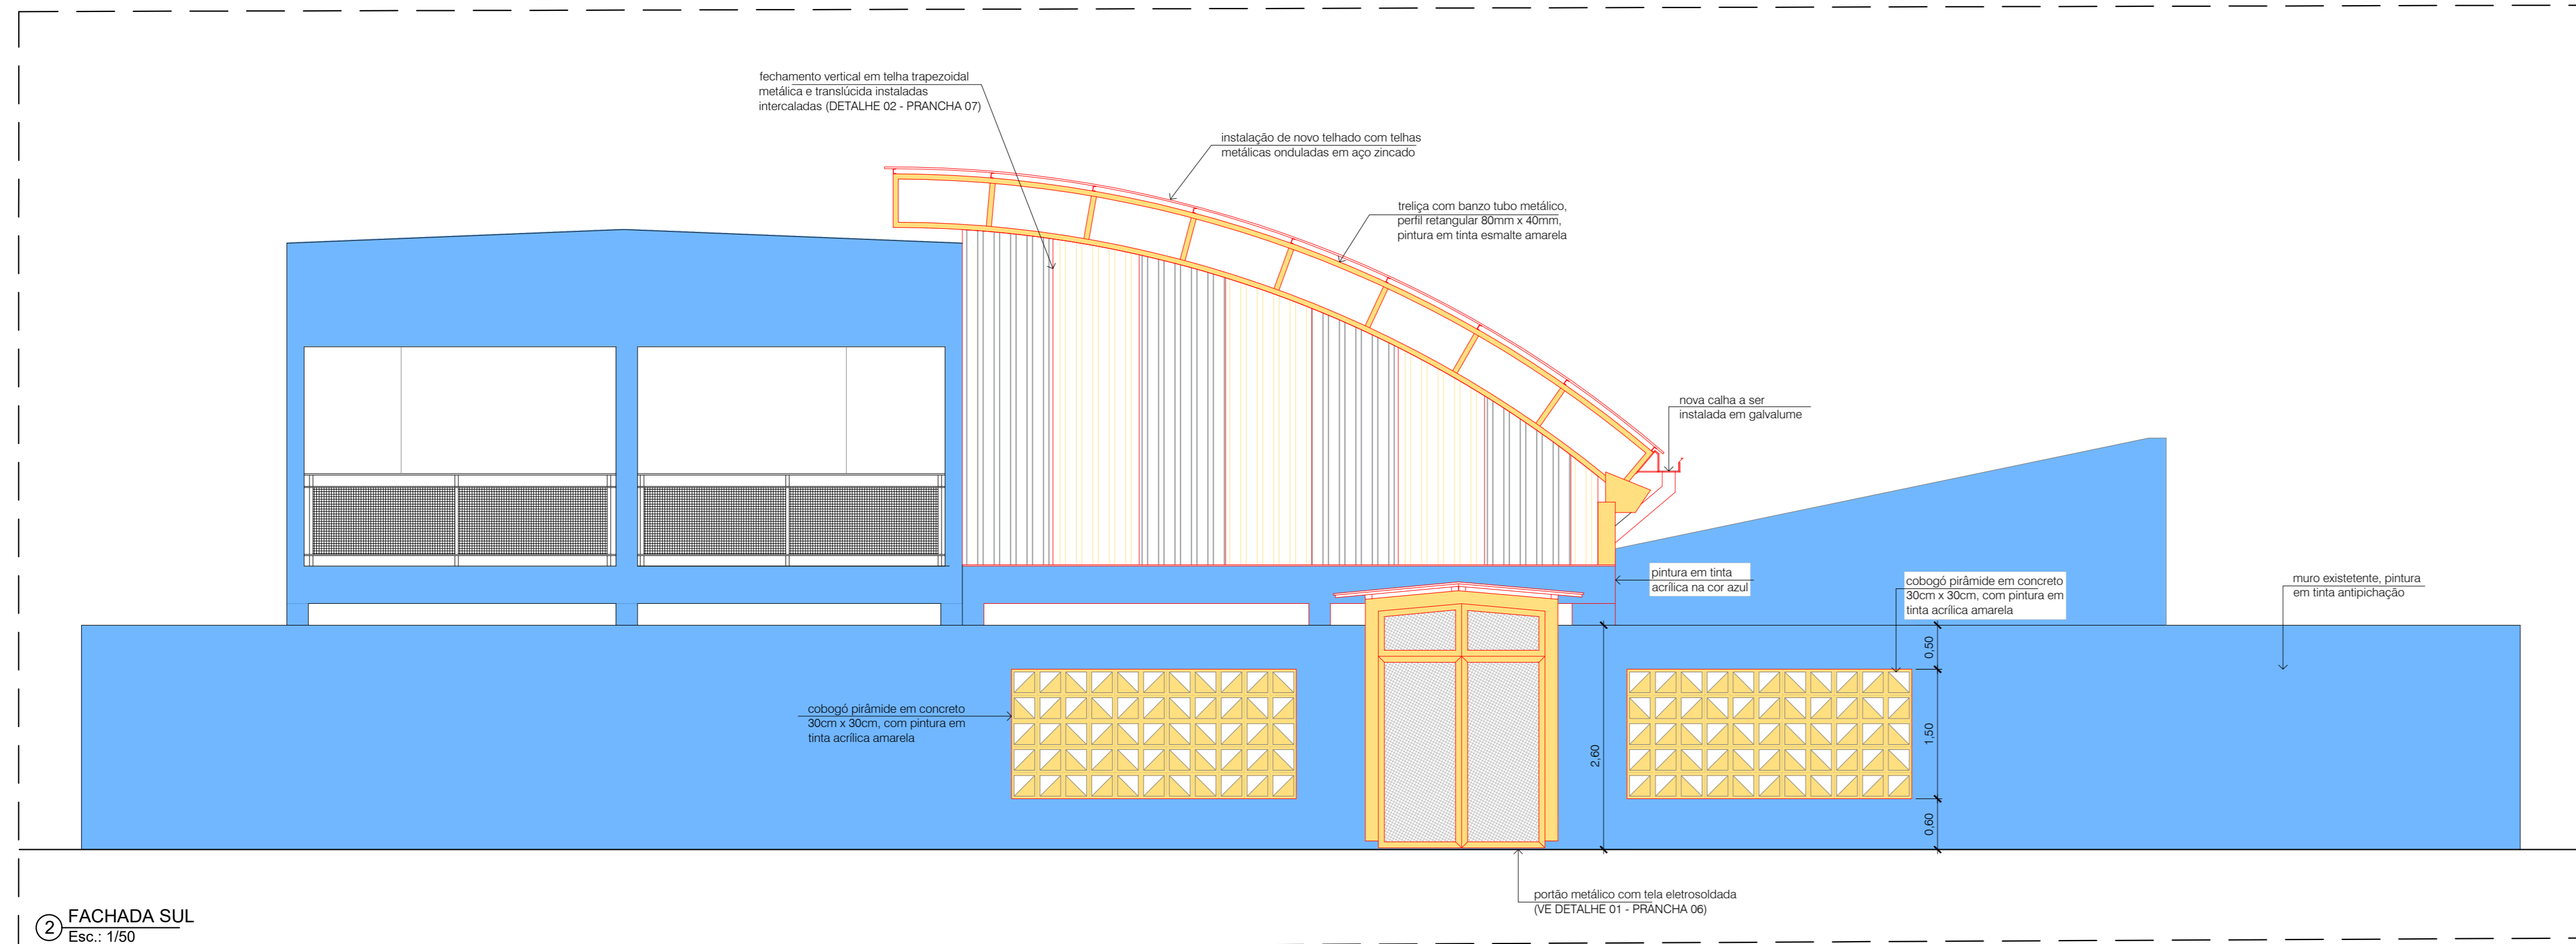 fechamento vertical em telha trapezoidal
metálica e translúcida instaladas
intercaladas (DETALHE 02 - PRANCHA 07)
instalação de novo telhado com telhas
metálicas onduladas em aço zincado
treliça com banzo tubo metálico,
perfil retangular 80mm x 40mm,
pintura em tinta esmalte amarela
nova calha a ser
instalada em galvalume
pintura em tinta
acrílica na cor azul
cobogó pirâmide em concreto
30cm x 30cm, com pintura em
tinta acrílica amarela
muro existetente, pintura
em tinta antipichação
cobogó pirâmide em concreto
30cm x 30cm, com pintura em
tinta acrílica amarela
2,60
0,50
1,50
0,60
portão metálico com tela eletrosoldada
(VE DETALHE 01 - PRANCHA 06)
2
FACHADA SUL
Esc.: 1/50